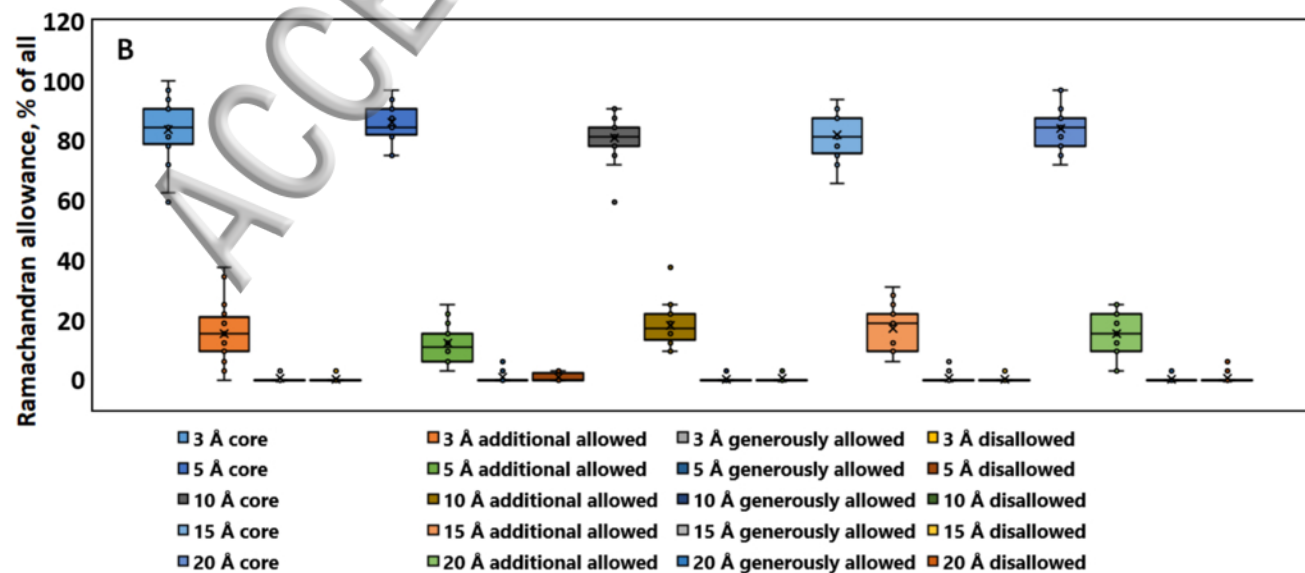 120
B
100
80
60
40
20
0
Ramachandran allowance, % of all
ACCE
3 Å core 3 Å additional allowed 3 Å generously allowed 3 Å disallowed
5 Å core 5 Å additional allowed 5 Å generously allowed 5 Å disallowed
10 Å core 10 Å additional allowed 10 Å generously allowed 10 Å disallowed
15 Å core 15 Å additional allowed 15 Å generously allowed 15 Å disallowed
20 Å core 20 Å additional allowed 20 Å generously allowed 20 Å disallowed